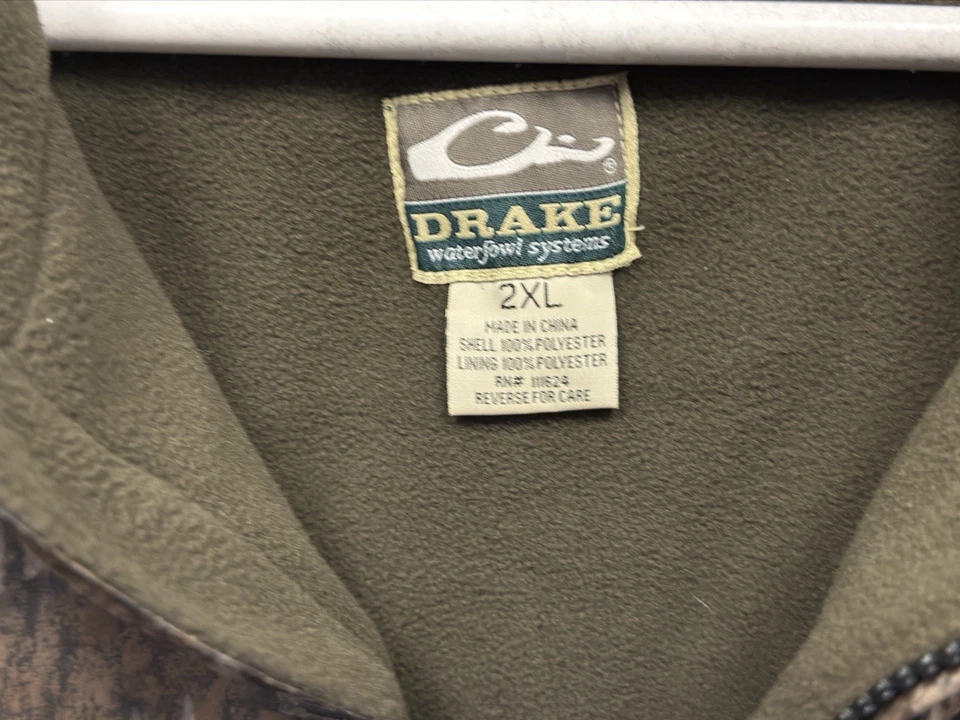 ®
DRAKE
waterfowl systems
2XL
MADE IN CHINA
SHELL 100% POLYESTER
LINING 100% POLYESTER
RN# 111624
REVERSE FOR CARE